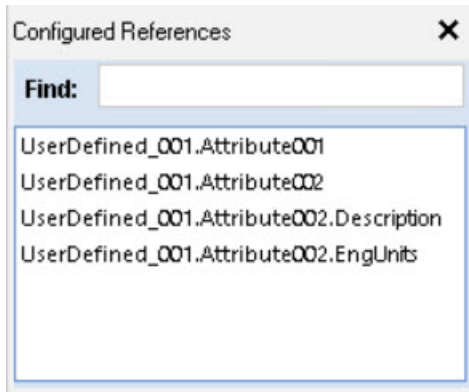 Configured References
Find:
UserDefined_001.Attribute001
UserDefined_001.Attribute002
UserDefined_001.Attribute002.Description
UserDefined_001.Attribute002.EngUnits